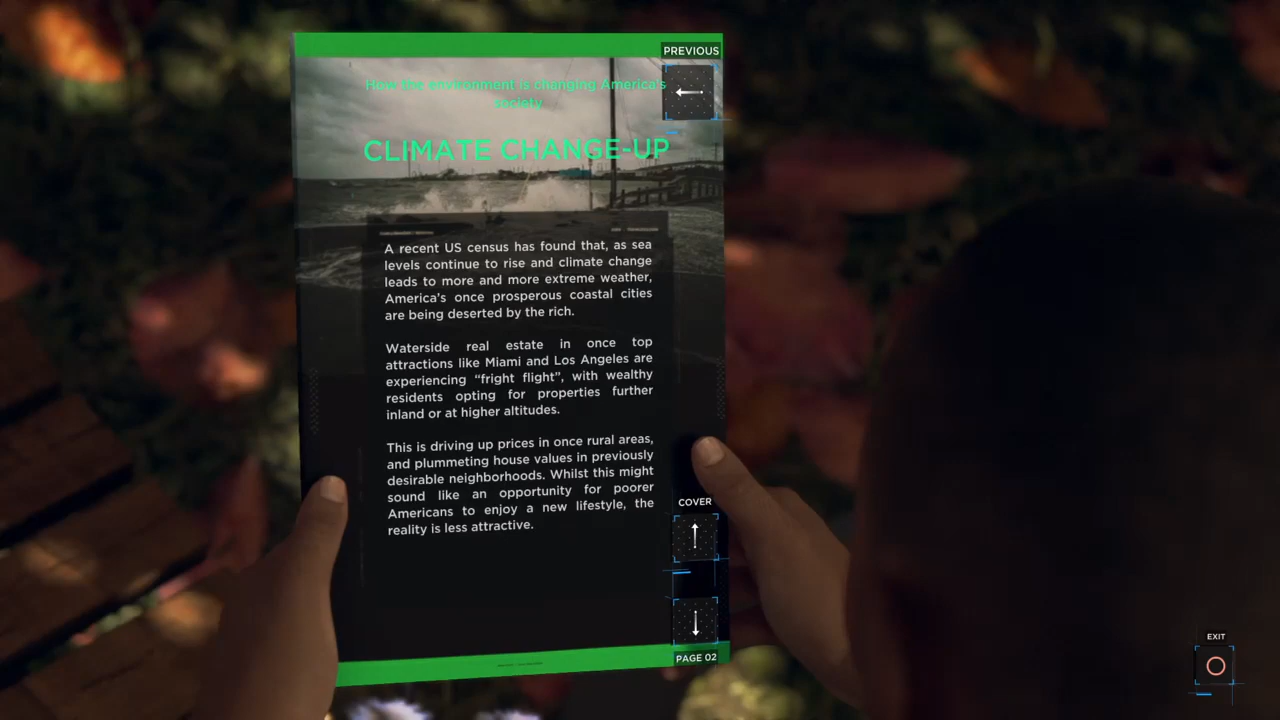 PREVIOUS
How the environment is changing America's
society
CLIMATE CHANGE-UP
A recent US census has found that, as sea
levels continue to rise and climate change
leads to more and more extreme weather,
America's once prosperous coastal cities
are being deserted by the rich.
Waterside real estate in once top
attractions like Miami and Los Angeles are
experiencing "fright flight", with wealthy
residents opting for properties further
inland or at higher altitudes.
This is driving up prices in once rural areas,
and plummeting house values in previously
desirable neighborhoods. Whilst this might
sound like an opportunity for poorer
Americans to enjoy a new lifestyle, the
reality is less attractive.
COVER
PAGE 02
EXIT